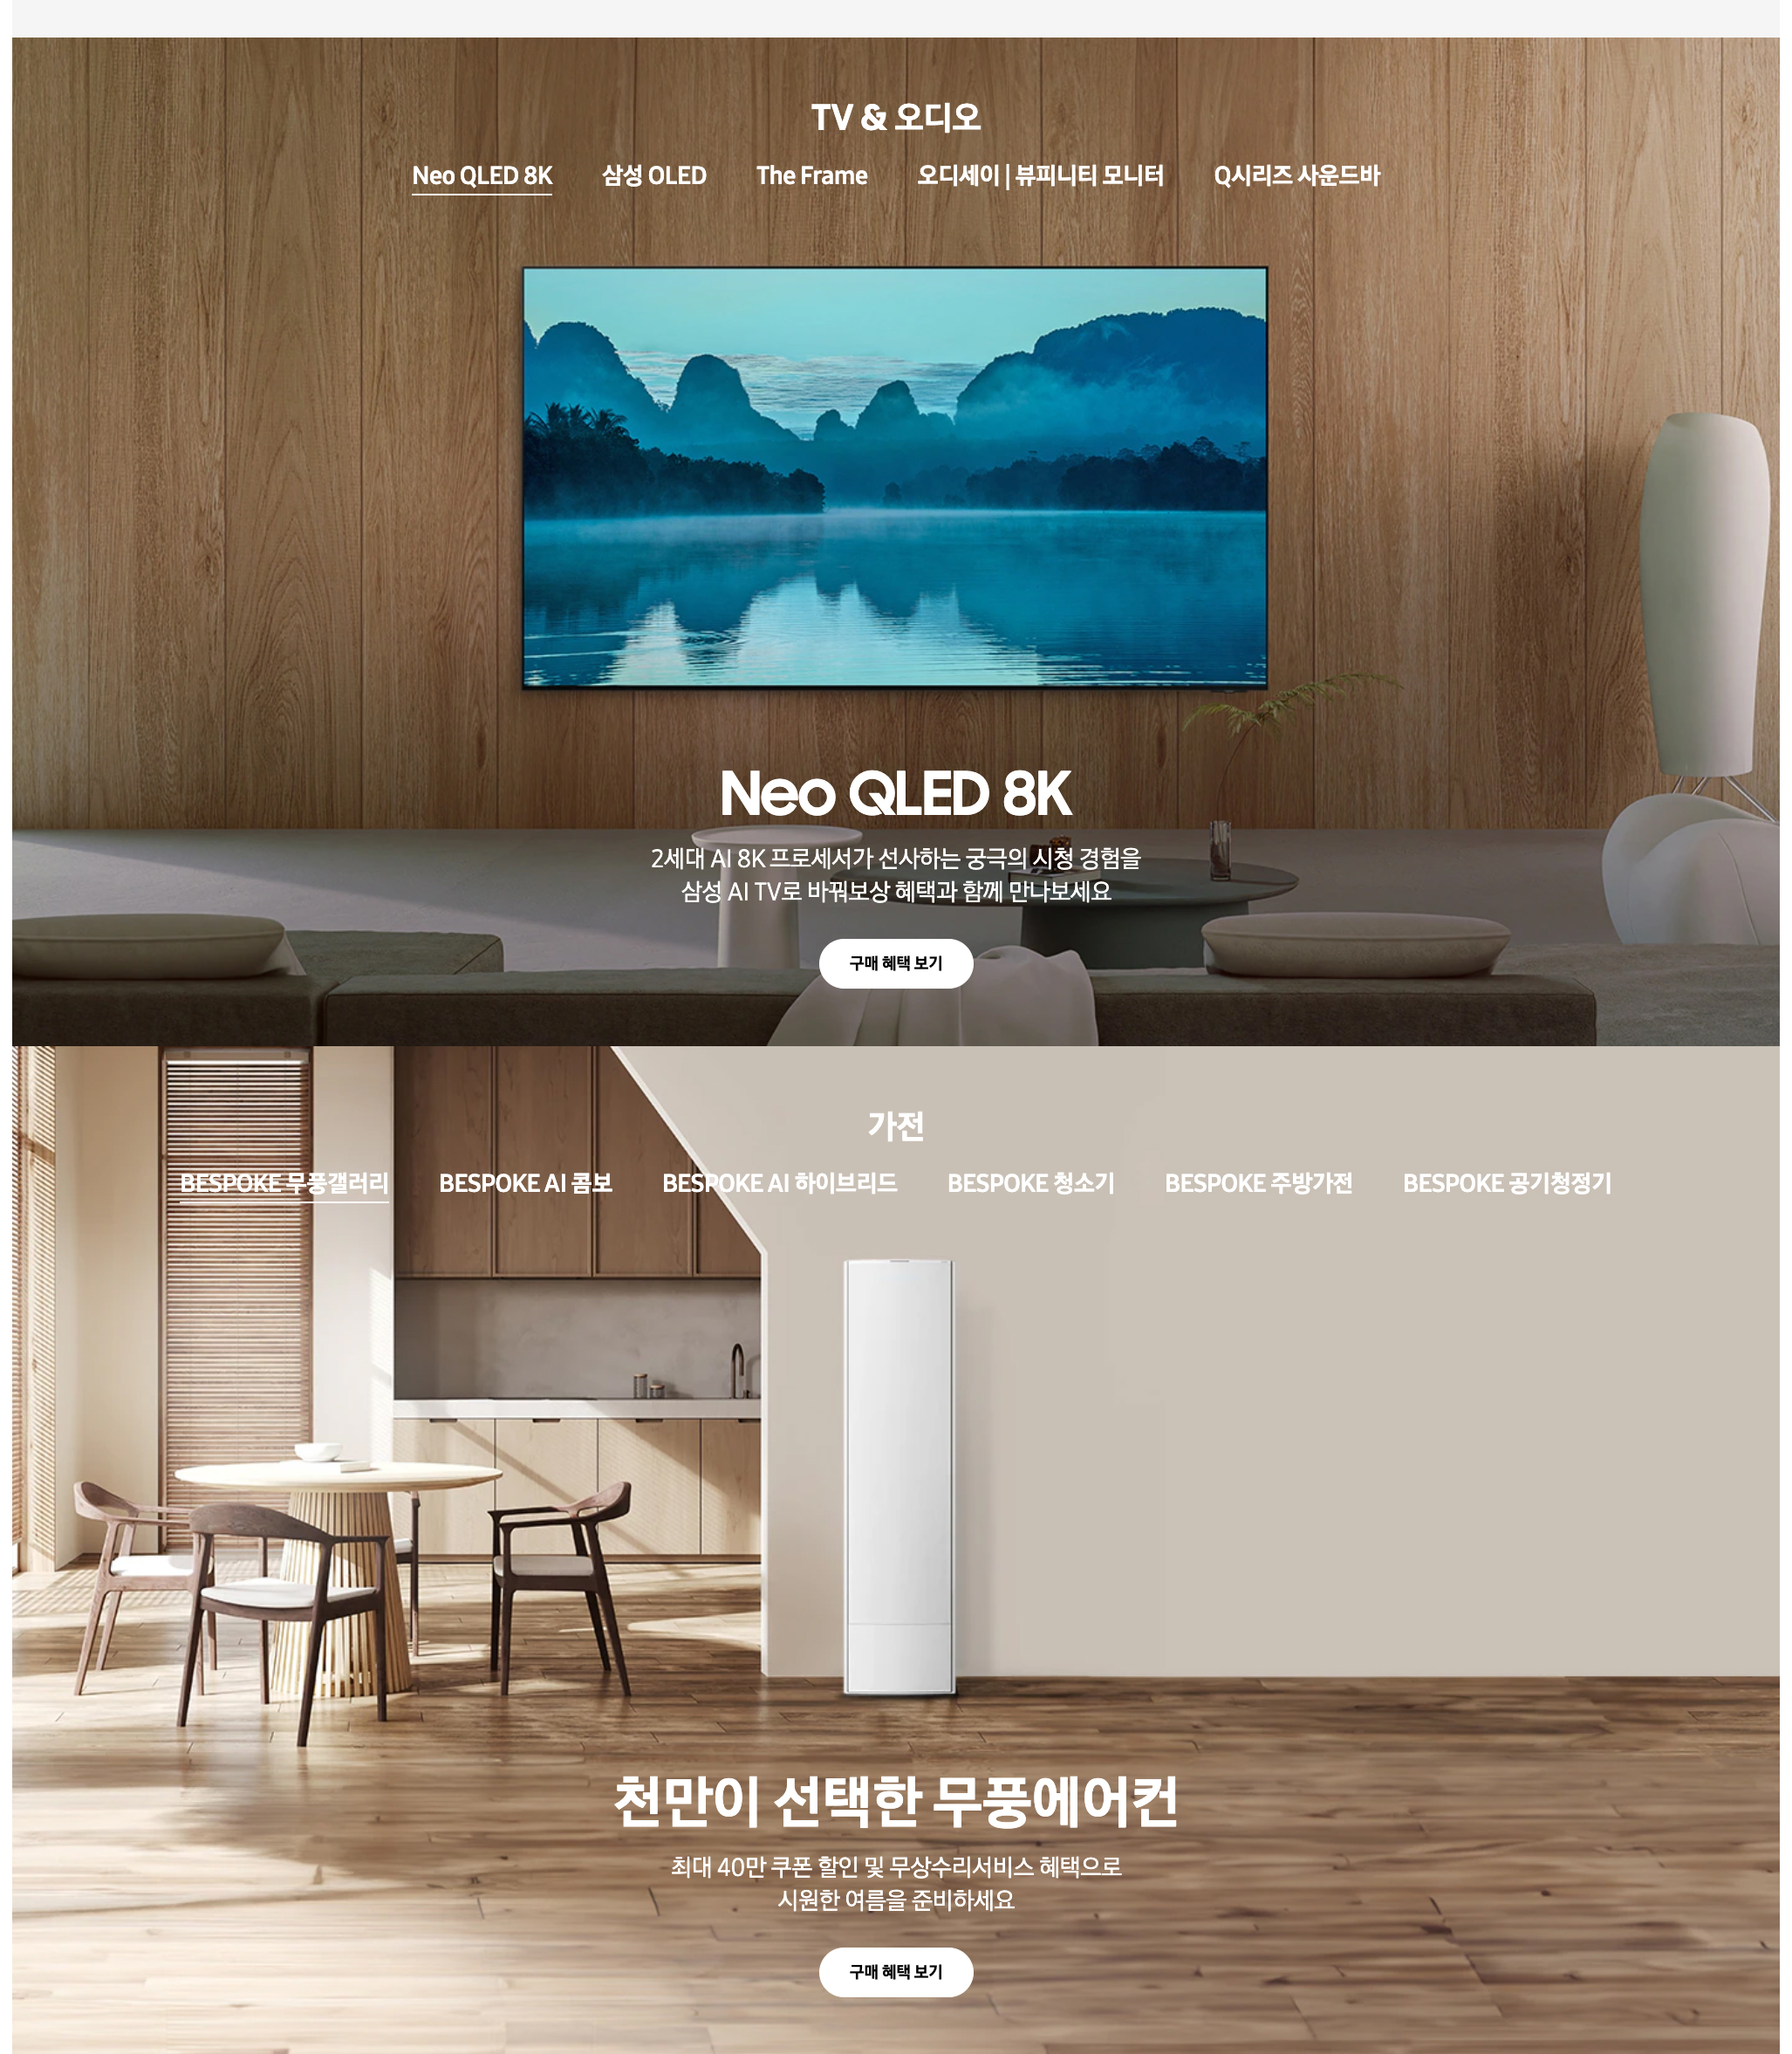 TV & 오디오
Neo QLED 8K 삼성 OLED The Frame 오디세이 | 뷰피니티 모니터 Q시리즈 사운드바
Neo QLED 8K
2세대 AI 8K 프로세서가 선사하는 궁극의 시청 경험을
삼성 AI TV로 바꿔보상 혜택과 함께 만나보세요
구매 혜택 보기
가전
BESPOKE 무풍갤러리 BESPOKE AI 콤보 BESPOKE AI 하이브리드 BESPOKE 청소기 BESPOKE 주방가전 BESPOKE 공기청정기
천만이 선택한 무풍에어컨
최대 40만 쿠폰 할인 및 무상수리서비스 혜택으로
시원한 여름을 준비하세요
구매 혜택 보기